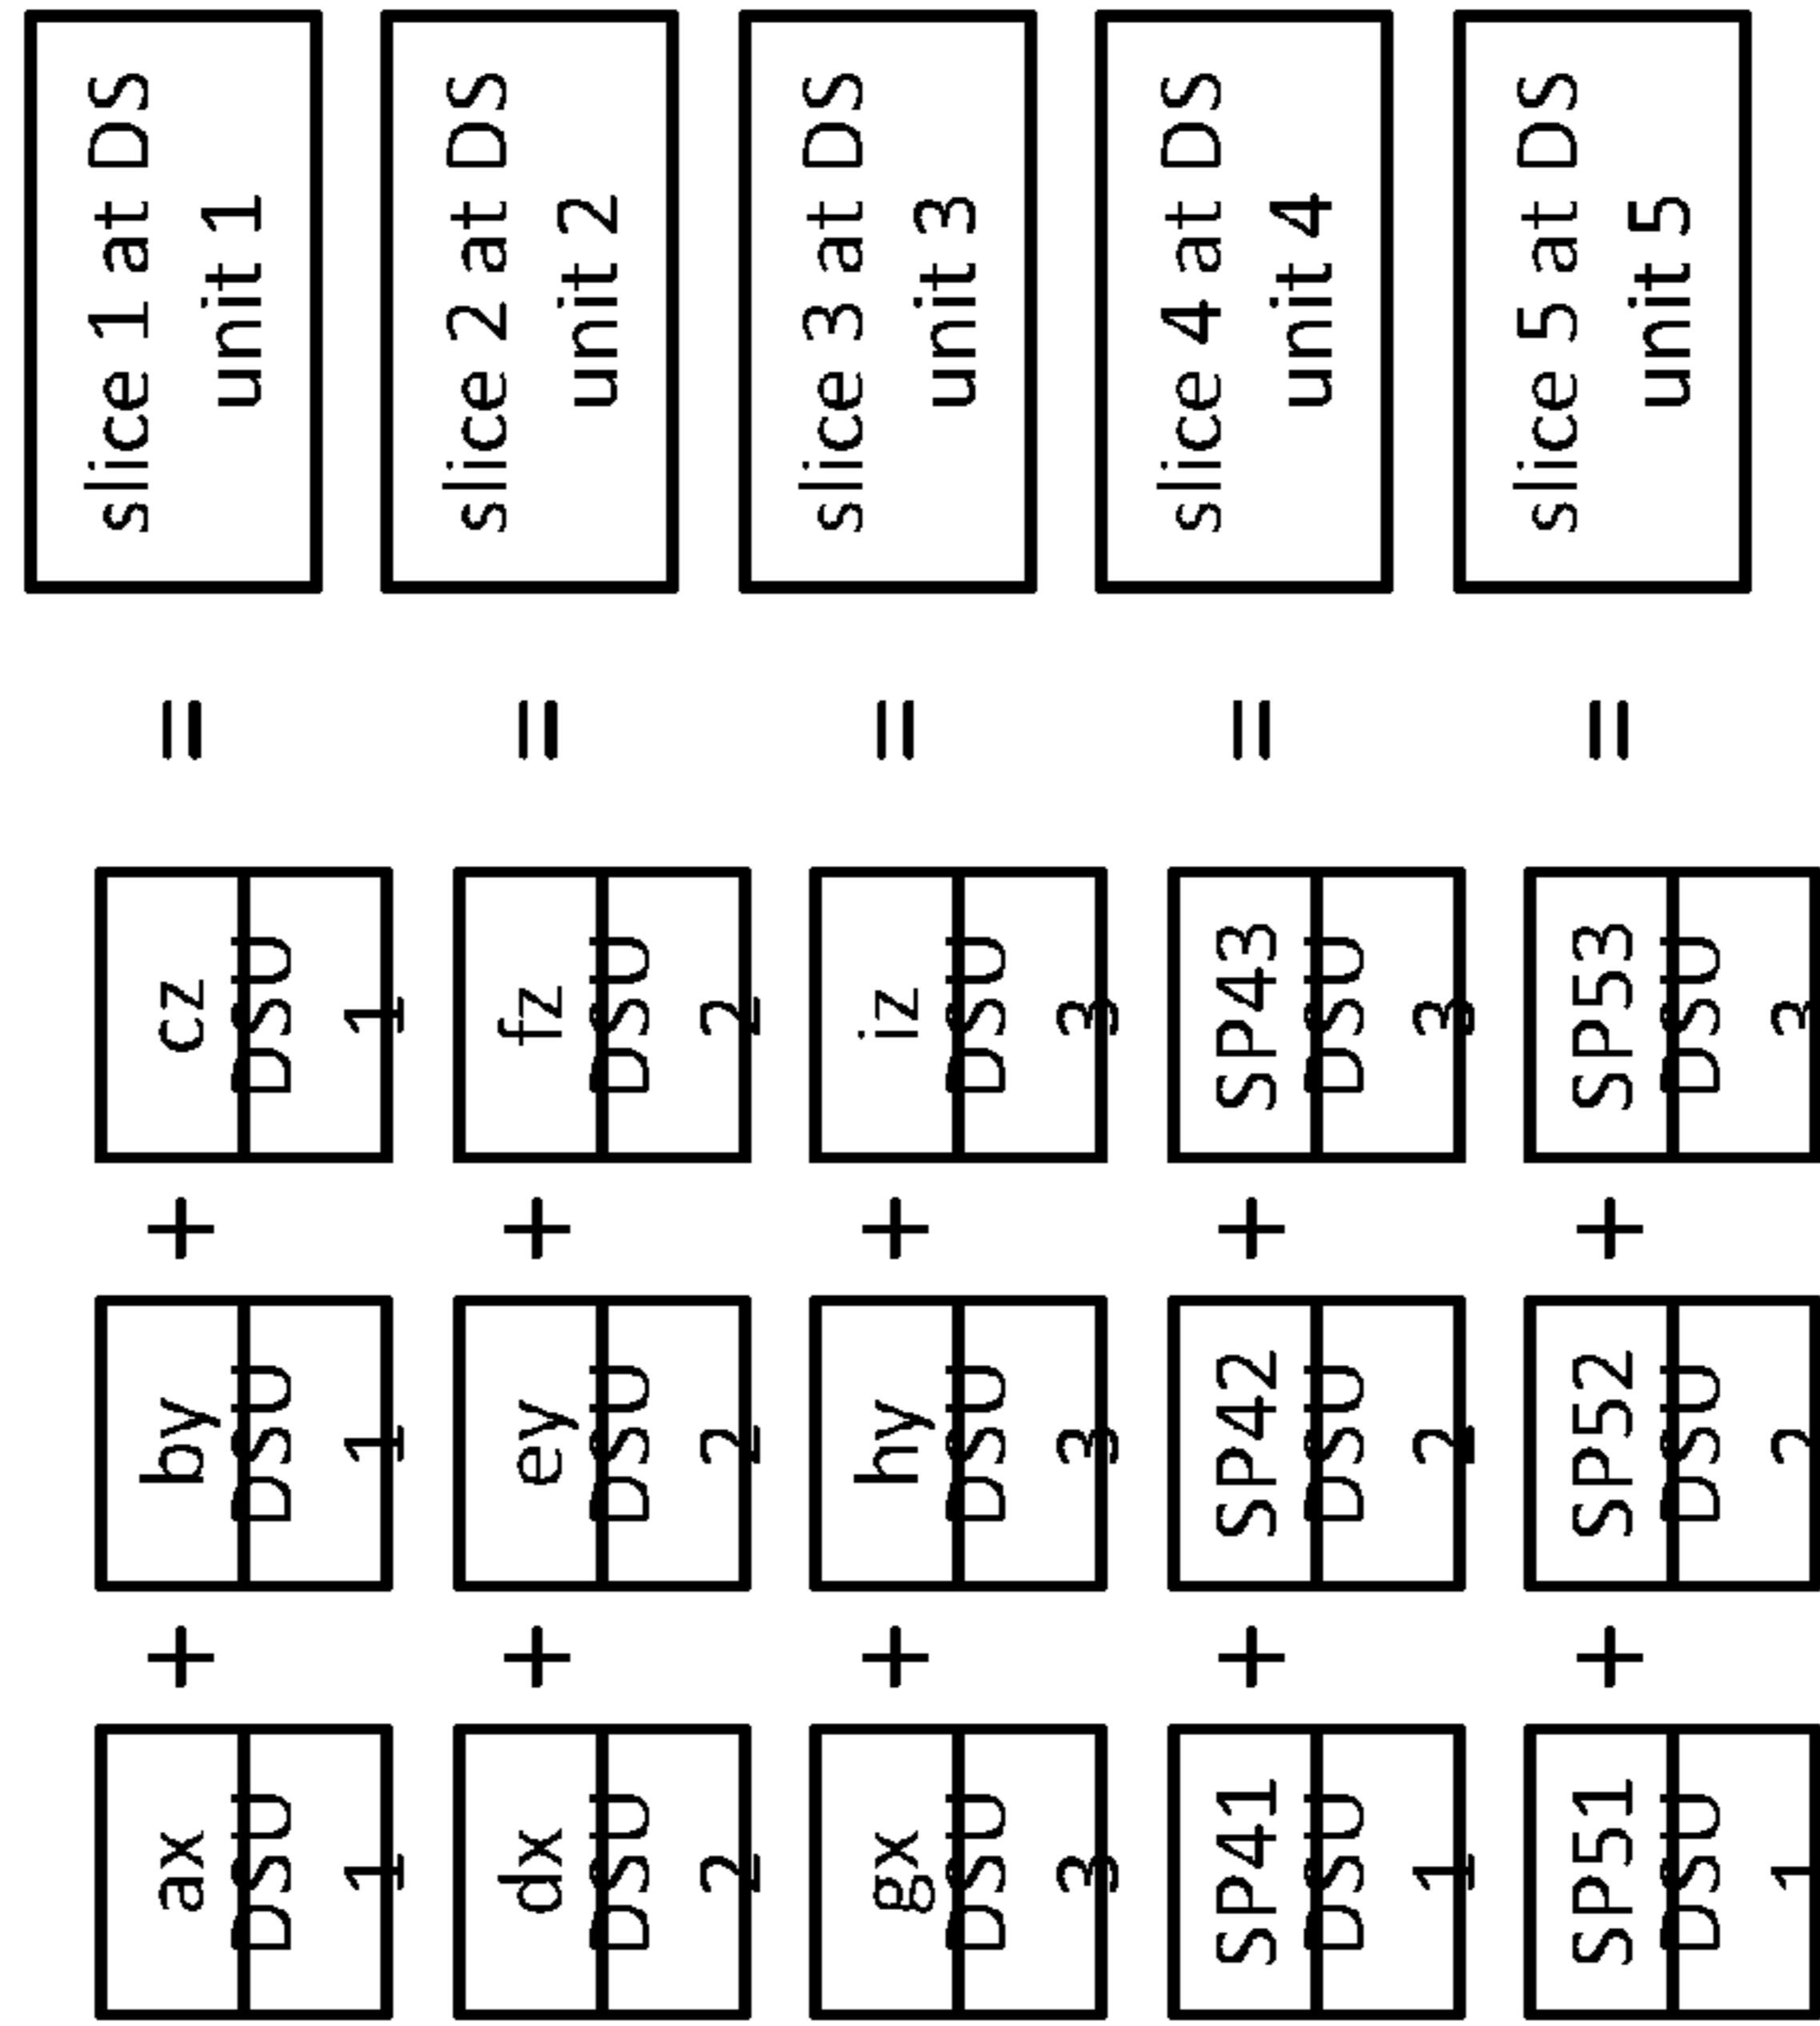 ax
DSU
1
+
by
DSU
1
+
cz
DSU
1
=
slice 1 at DS
unit 1
dx
DSU
2
+
ey
DSU
2
+
fz
DSU
2
=
slice 2 at DS
unit 2
gx
DSU
3
+
hy
DSU
3
+
iz
DSU
3
=
slice 3 at DS
unit 3
SP41
DSU
1
+
SP42
DSU
2
+
SP43
DSU
3
=
slice 4 at DS
unit 4
SP51
DSU
1
+
SP52
DSU
2
+
SP53
DSU
3
=
slice 5 at DS
unit 5